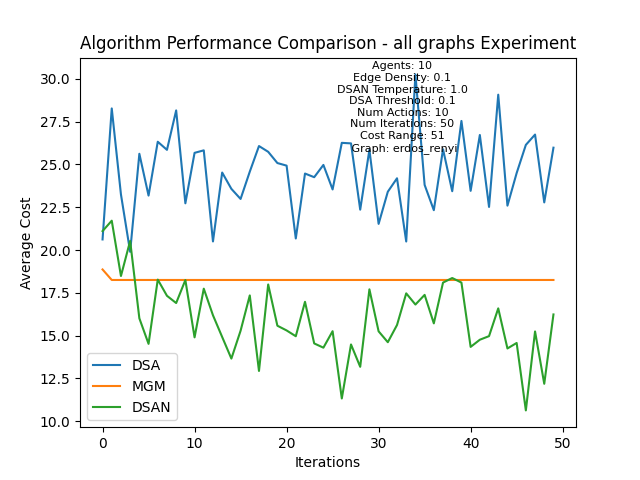 Algorithm Performance Comparison - all graphs Experiment
Agents: 10
Edge Density: 0.1
DSAN Temperature: 1.0
DSA Threshold: 0.1
Num Actions: 10
Num Iterations: 50
Cost Range: 51
Graph: erdos_renyi
Average Cost
30.0
27.5
25.0
22.5
20.0
17.5
15.0
12.5
10.0
DSA
MGM
DSAN
0 10 20 30 40 50
Iterations